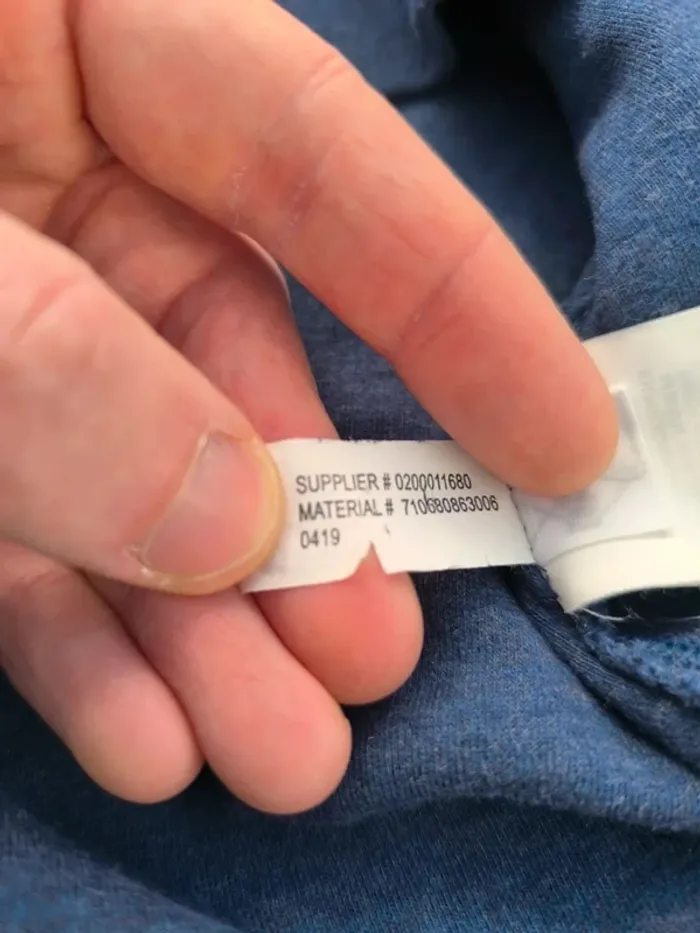 SUPPLIER # 0200011680
MATERIAL # 710680863006
0419